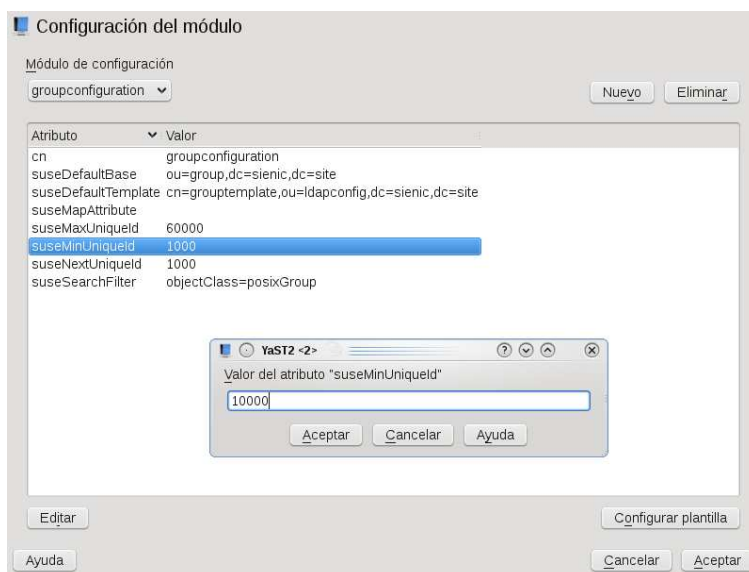 Configuración del módulo
Módulo de configuración
groupconfiguration
Nuevo
Eliminar
Atributo Valor
cn groupconfiguration
suseDefaultBase ou=group,dc=sienic,dc=site
suseDefaultTemplate cn=grouptemplate,ou=ldapconfig,dc=sienic,dc=site
suseMapAttribute
suseMaxUniqueId 60000
suseMinUniqueId 1000
suseNextUniqueId 1000
suseSearchFilter objectClass=posixGroup
YaST2 <2>
Valor del atributo "suseMinUniqueId"
10000
Aceptar Cancelar Ayuda
Editar
Configurar plantilla
Ayuda
Cancelar Aceptar